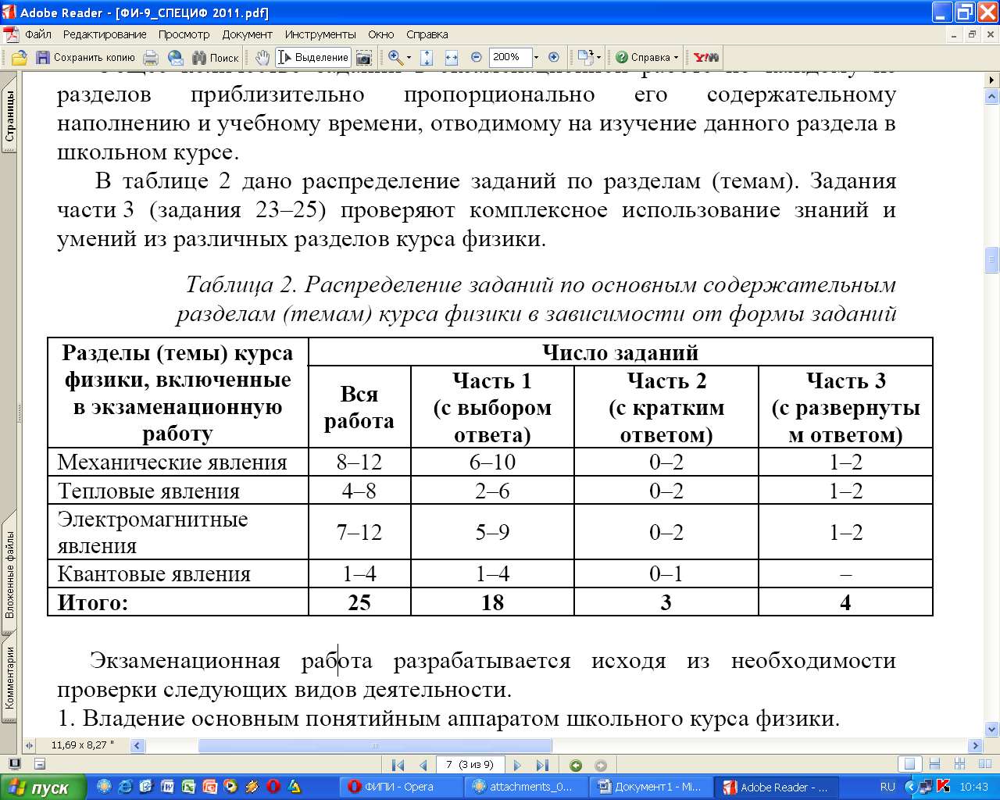 Adobe Reader - [ФИ-9_СПЕЦИФ 2011.pdf]
Файл Редактирование Просмотр Документ Инструменты Окно Справка
Сохранить копию Поиск Выделение 200% Справка Y!
Страницы
Вложенные файлы
Комментарии
разделов приблизительно пропорционально его содержательному
наполнению и учебному времени, отводимому на изучение данного раздела в
школьном курсе.
В таблице 2 дано распределение заданий по разделам (темам). Задания
части 3 (задания 23–25) проверяют комплексное использование знаний и
умений из различных разделов курса физики.
Таблица 2. Распределение заданий по основным содержательным
разделам (темам) курса физики в зависимости от формы заданий
Разделы (темы) курса
физики, включенные
в экзаменационную
работу
Число заданий
Вся
работа
Часть 1
(с выбором
ответа)
Часть 2
(с кратким
ответом)
Часть 3
(с развернуты
м ответом)
Механические явления 8–12 6–10 0–2 1–2
Тепловые явления 4–8 2–6 0–2 1–2
Электромагнитные
явления 7–12 5–9 0–2 1–2
Квантовые явления 1–4 1–4 0–1 –
Итого: 25 18 3 4
Экзаменационная работа разрабатывается исходя из необходимости
проверки следующих видов деятельности.
1. Владение основным понятийным аппаратом школьного курса физики.
11,69 x 8,27 "
7 (3 из 9)
пуск ФИПИ - Opera attachments_0... Документ1 - Mi... Adobe Reader - ... RU 10:43